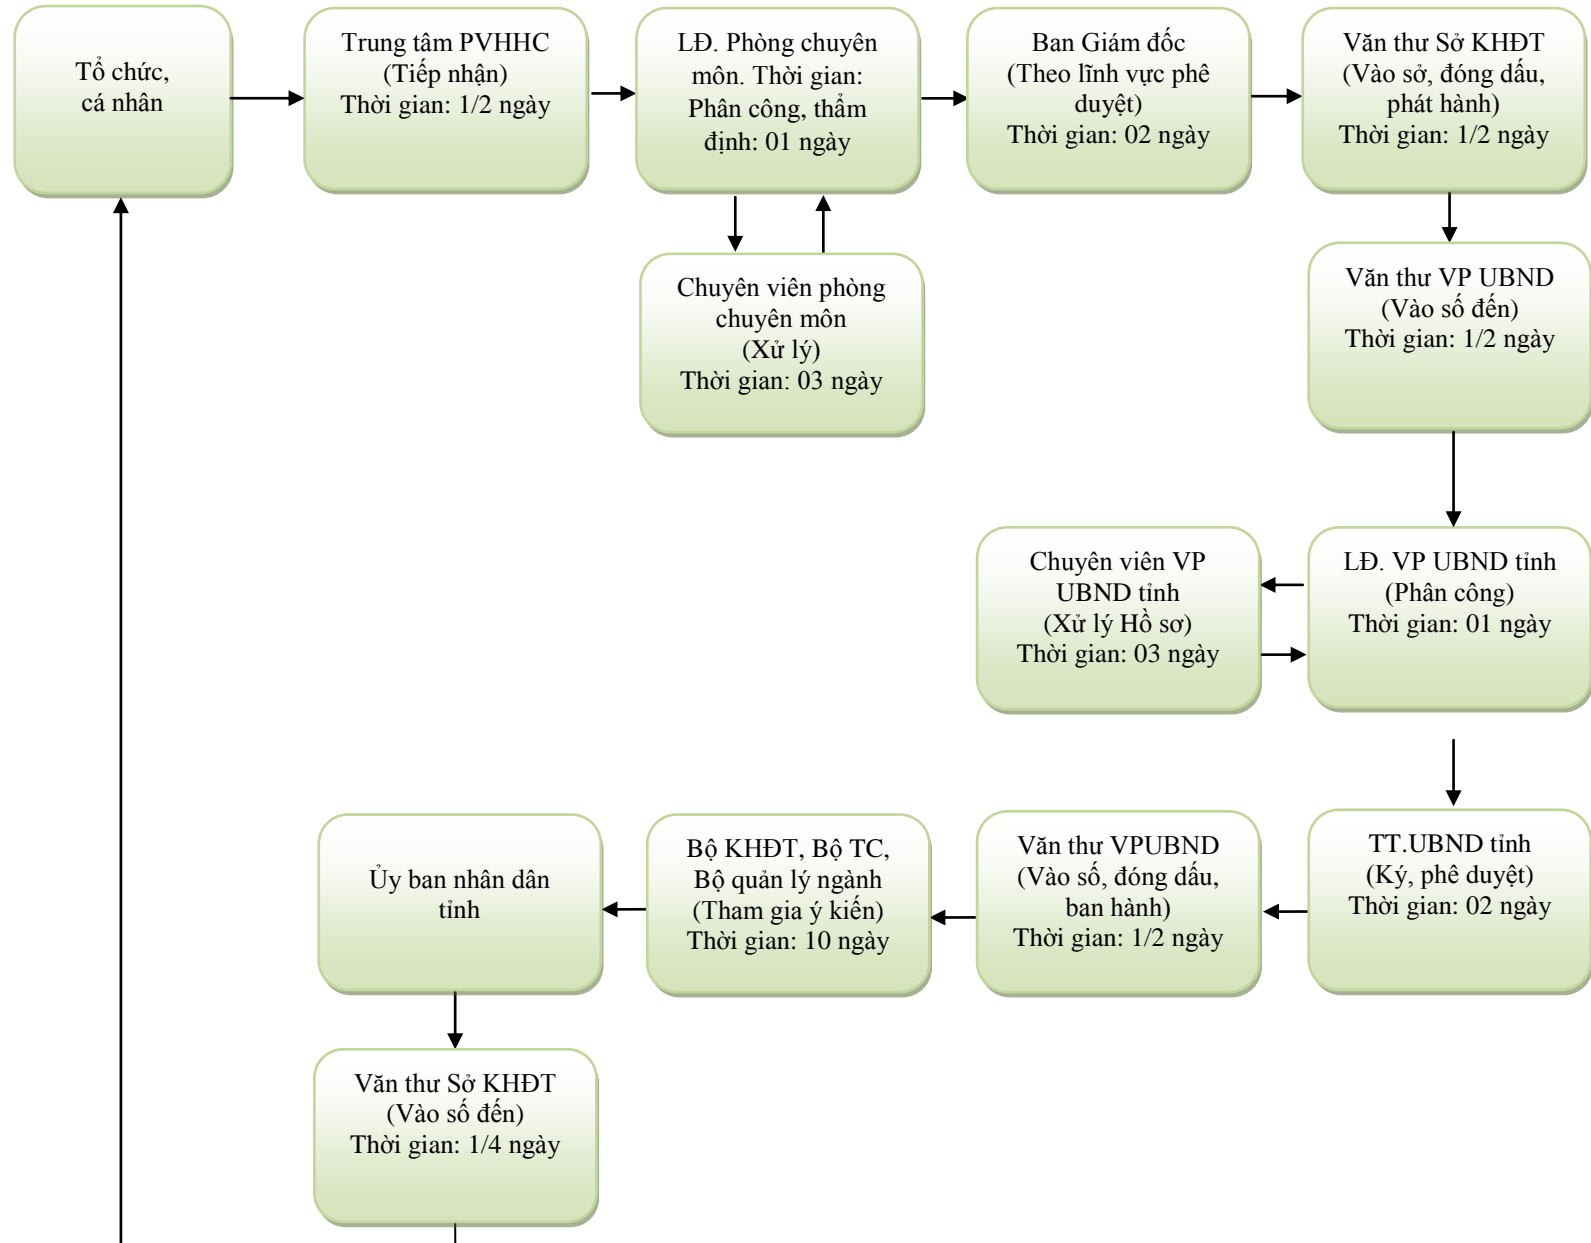 Tổ chức,
cá nhân
Trung tâm PVHHC
(Tiếp nhận)
Thời gian: 1/2 ngày
LĐ. Phòng chuyên
môn. Thời gian:
Phân công, thẩm
định: 01 ngày
Ban Giám đốc
(Theo lĩnh vực phê
duyệt)
Thời gian: 02 ngày
Văn thư Sở KHĐT
(Vào sở, đóng dấu,
phát hành)
Thời gian: 1/2 ngày
Chuyên viên phòng
chuyên môn
(Xử lý)
Thời gian: 03 ngày
Văn thư VP UBND
(Vào số đến)
Thời gian: 1/2 ngày
Chuyên viên VP
UBND tỉnh
(Xử lý Hồ sơ)
Thời gian: 03 ngày
LĐ. VP UBND tỉnh
(Phân công)
Thời gian: 01 ngày
Ủy ban nhân dân
tỉnh
Bộ KHĐT, Bộ TC,
Bộ quản lý ngành
(Tham gia ý kiến)
Thời gian: 10 ngày
Văn thư VPUBND
(Vào số, đóng dấu,
ban hành)
Thời gian: 1/2 ngày
TT.UBND tỉnh
(Ký, phê duyệt)
Thời gian: 02 ngày
Văn thư Sở KHĐT
(Vào số đến)
Thời gian: 1/4 ngày